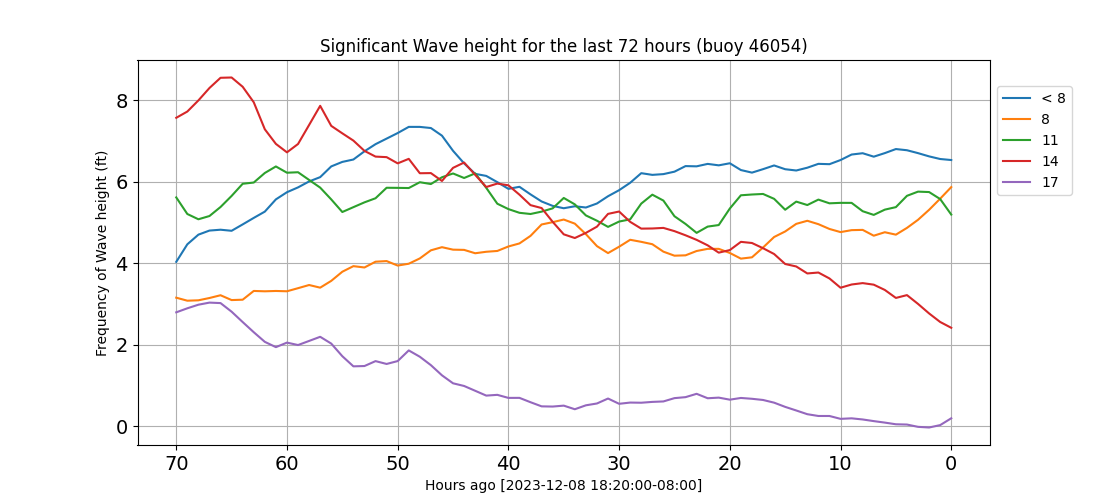 Significant Wave height for the last 72 hours (buoy 46054)
Frequency of Wave height (ft)
8
6
4
2
0
70 60 50 40 30 20 10 0
Hours ago [2023-12-08 18:20:00-08:00]
< 8
8
11
14
17